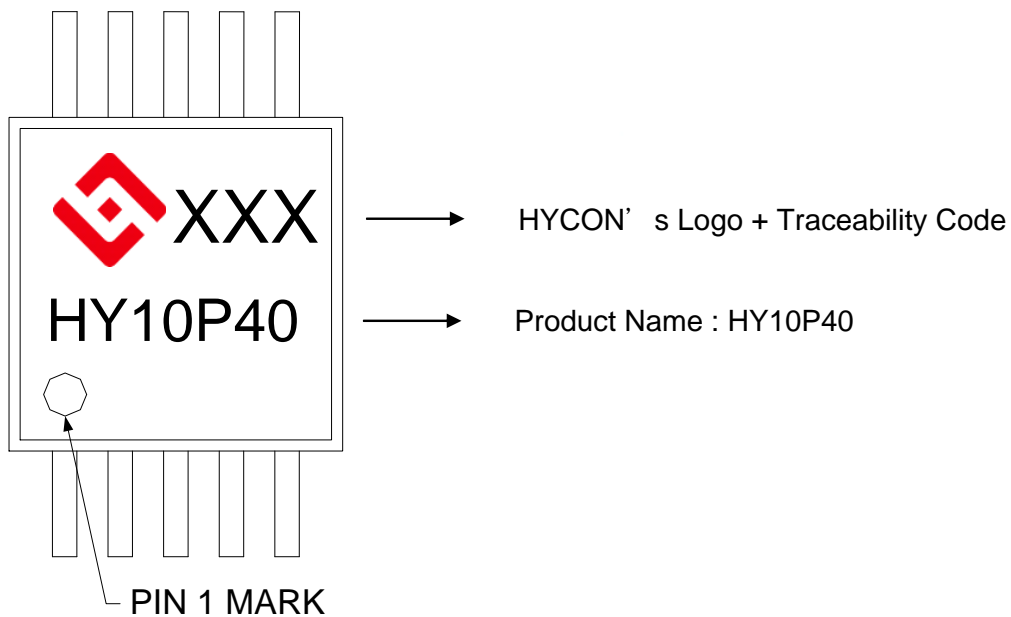 XXX
HYCON’s Logo + Traceability Code
HY10P40
Product Name : HY10P40
PIN 1 MARK